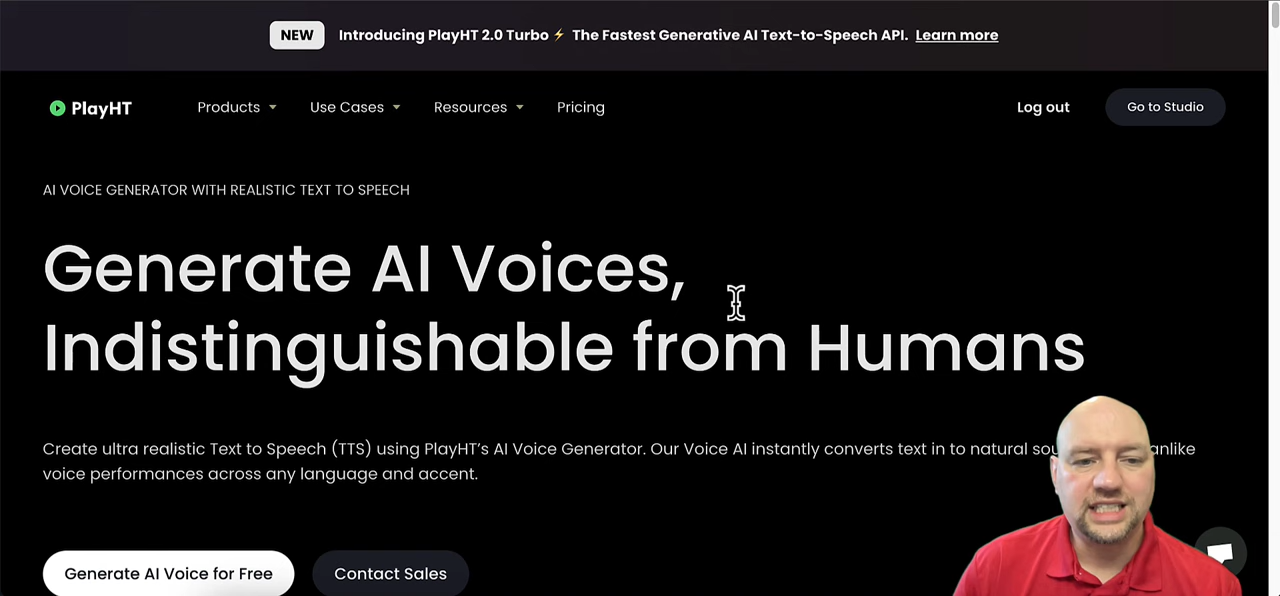 NEW Introducing PlayHT 2.0 Turbo ⚡ The Fastest Generative AI Text-to-Speech API. Learn more
PlayHT Products Use Cases Resources Pricing Log out Go to Studio
AI VOICE GENERATOR WITH REALISTIC TEXT TO SPEECH
Generate AI Voices,
Indistinguishable from Humans
Create ultra realistic Text to Speech (TTS) using PlayHT's AI Voice Generator. Our Voice AI instantly converts text in to natural
voice performances across any language and accent.
Generate AI Voice for Free Contact Sales